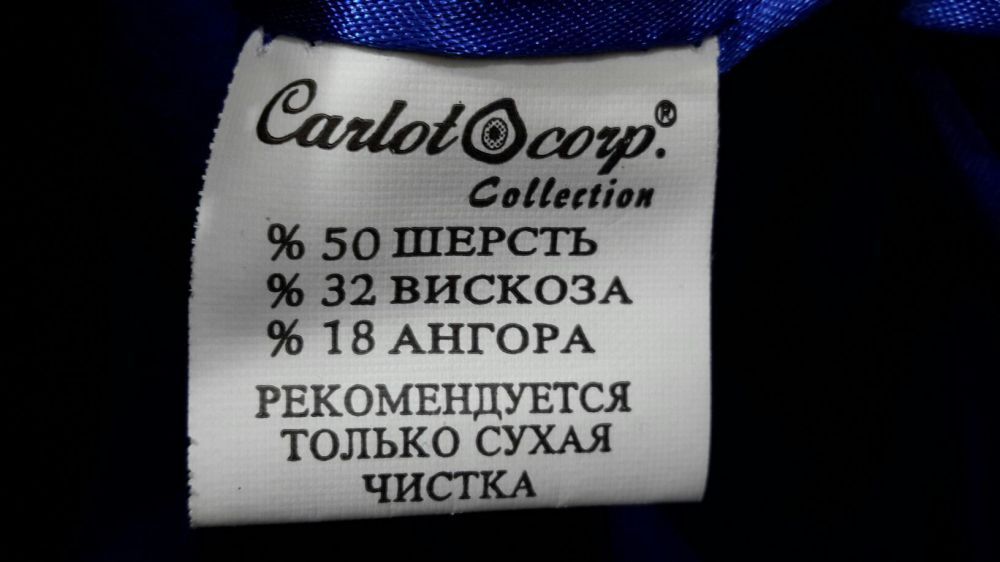 Carlot corp.®
Collection
% 50 ШЕРСТЬ
% 32 ВИСКОЗА
% 18 АНГОРА
РЕКОМЕНДУЕТСЯ
ТОЛЬКО СУХАЯ
ЧИСТКА